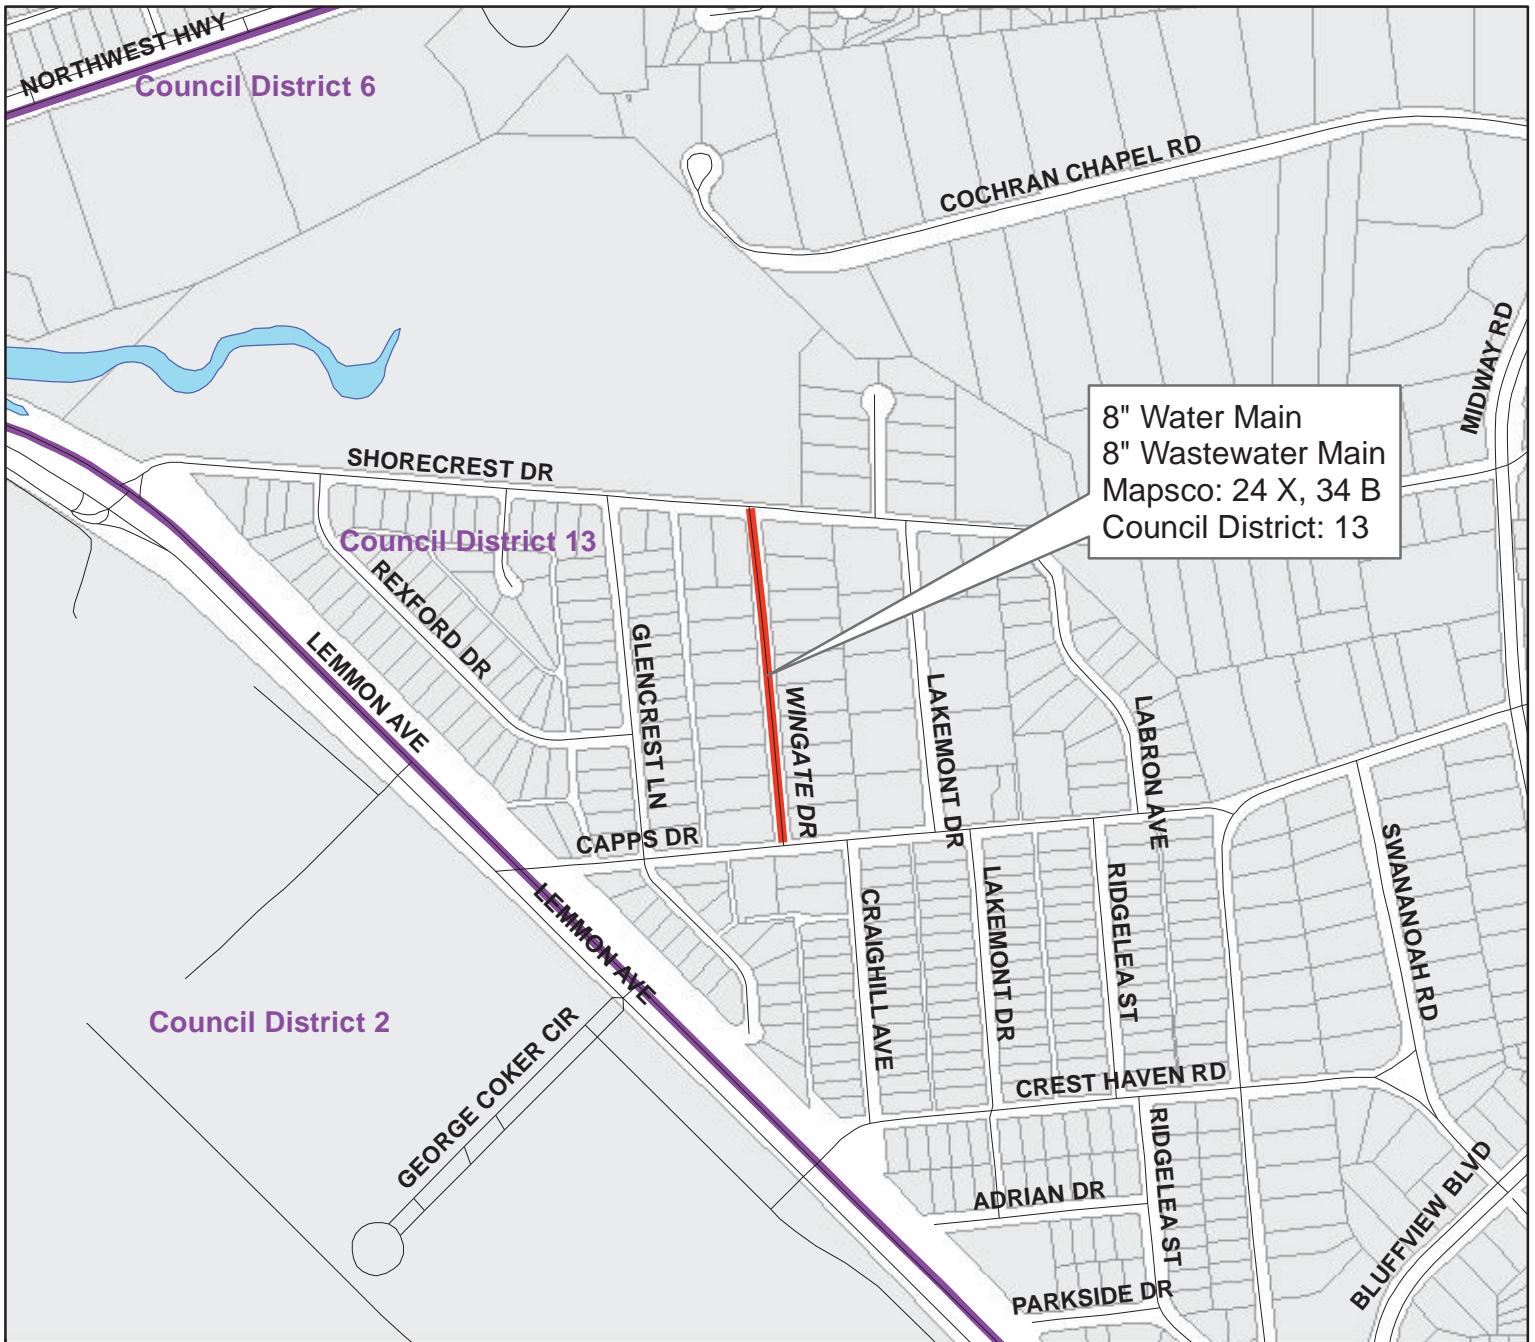 NORTHWEST HWY
Council District 6
COCHRAN CHAPEL RD
MIDWAY RD
8" Water Main
8" Wastewater Main
Mapsco: 24 X, 34 B
Council District: 13
SHORECREST DR
Council District 13
REXFORD DR
LEMMON AVE
GLENCREST LN
WINGATE DR
LAKEMONT DR
LABRON AVE
CAPPS DR
SWANANOAH RD
LEMMON AVE
CRAIGHILL AVE
LAKEMONT DR
RIDGELEA ST
Council District 2
GEORGE COKER CIR
CREST HAVEN RD
RIDGELEA ST
ADRIAN DR
BLUFFVIEW BLVD
PARKSIDE DR